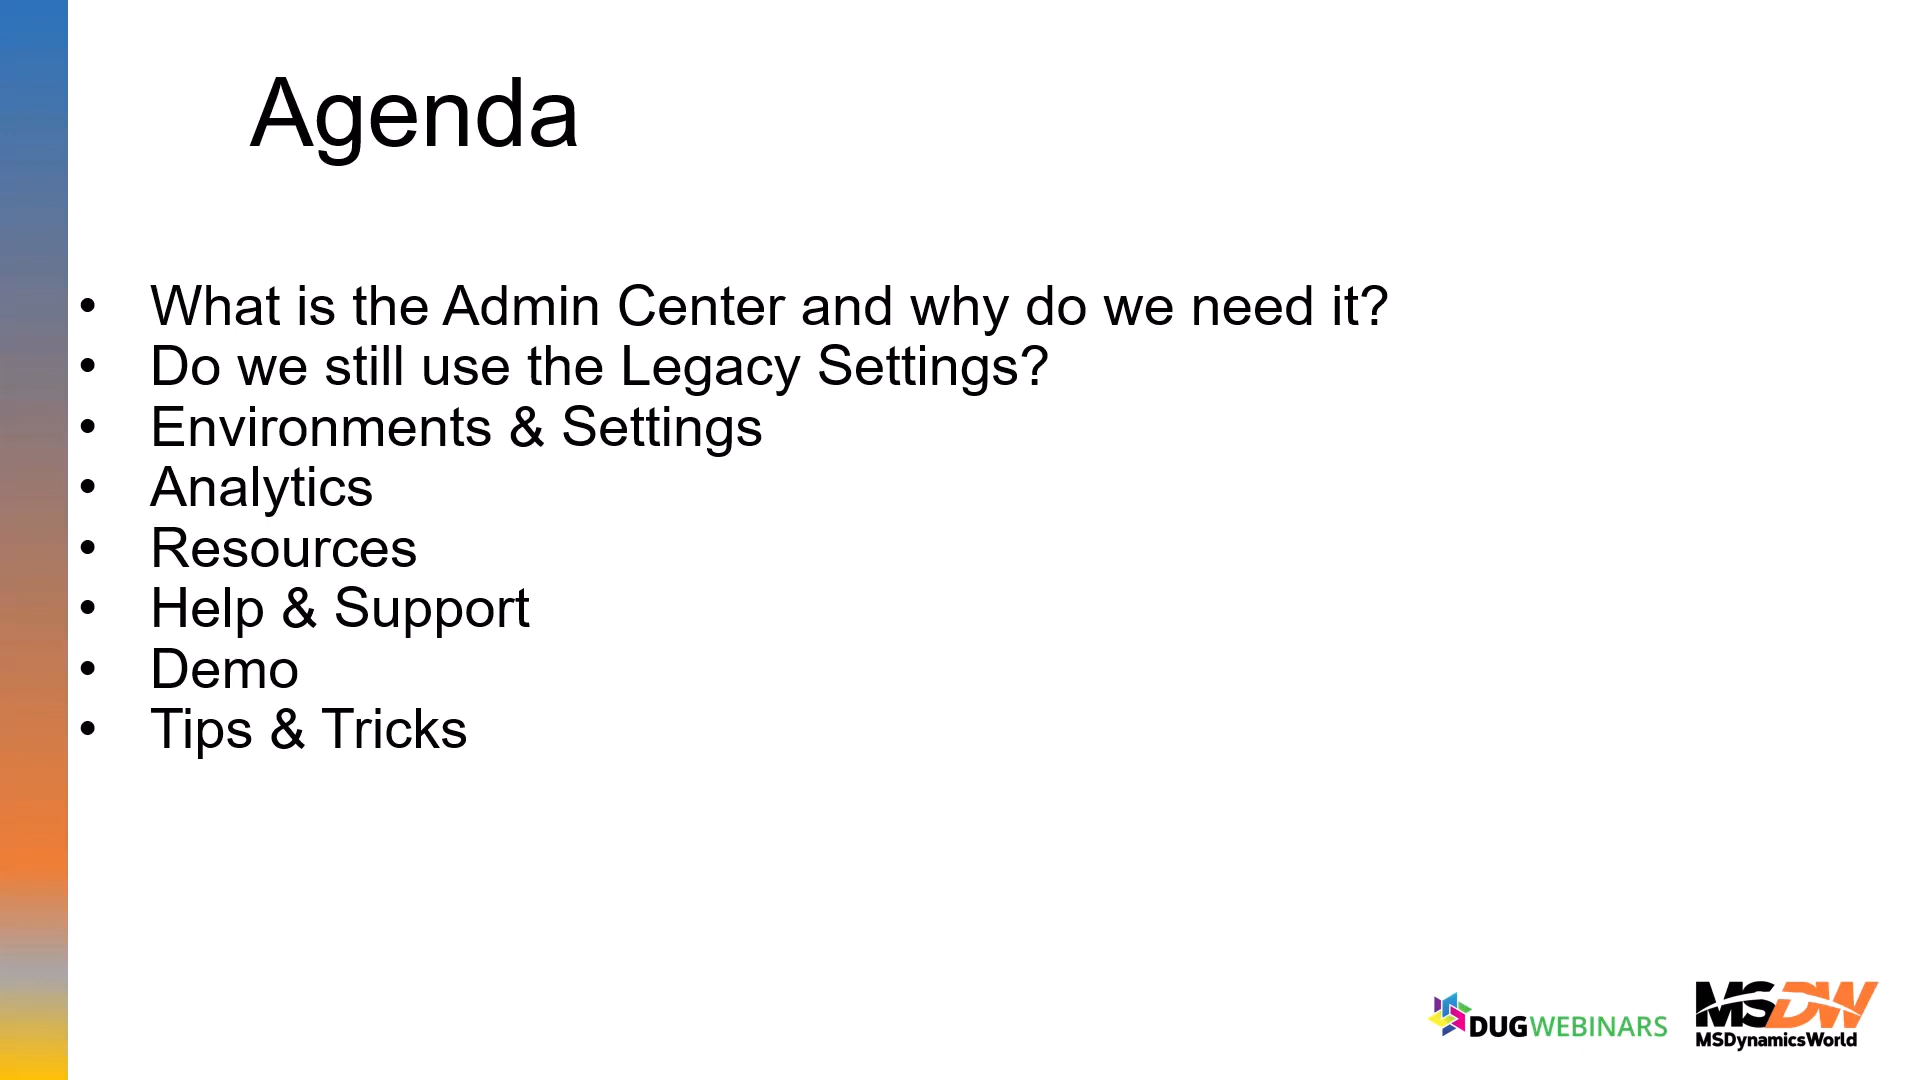 Agenda
• What is the Admin Center and why do we need it?
• Do we still use the Legacy Settings?
• Environments & Settings
• Analytics
• Resources
• Help & Support
• Demo
• Tips & Tricks
DUGWEBINARS
MSDW
MSDynamicsWorld